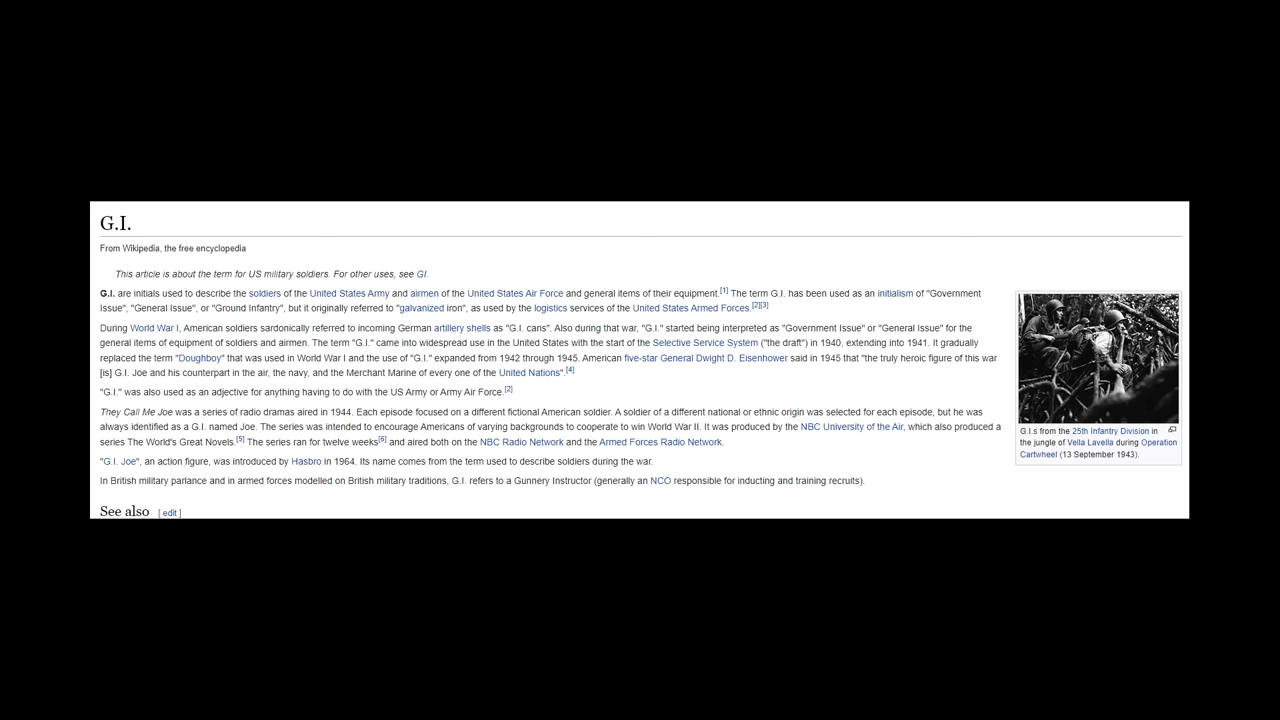 G.I.
From Wikipedia, the free encyclopedia
This article is about the term for US military soldiers. For other uses, see GI.
G.I. are initials used to describe the soldiers of the United States Army and airmen of the United States Air Force and general items of their equipment.[1] The term G.I. has been used as an initialism of "Government
Issue", "General Issue", or "Ground Infantry", but it originally referred to "galvanized iron", as used by the logistics services of the United States Armed Forces.[2][3]
During World War I, American soldiers sardonically referred to incoming German artillery shells as "G.I. cans". Also during that war, "G.I." started being interpreted as "Government Issue" or "General Issue" for the
general items of equipment of soldiers and airmen. The term "G.I." came into widespread use in the United States with the start of the Selective Service System ("the draft") in 1940, extending into 1941. It gradually
replaced the term "Doughboy" that was used in World War I and the use of "G.I." expanded from 1942 through 1945. American five-star General Dwight D. Eisenhower said in 1945 that "the truly heroic figure of this war
[is] G.I. Joe and his counterpart in the air, the navy, and the Merchant Marine of every one of the United Nations".[4]
"G.I." was also used as an adjective for anything having to do with the US Army or Army Air Force.[2]
They Call Me Joe was a series of radio dramas aired in 1944. Each episode focused on a different fictional American soldier. A soldier of a different national or ethnic origin was selected for each episode, but he was
always identified as a G.I. named Joe. The series was intended to encourage Americans of varying backgrounds to cooperate to win World War II. It was produced by the NBC University of the Air, which also produced a
series The World's Great Novels.[5] The series ran for twelve weeks[6] and aired both on the NBC Radio Network and the Armed Forces Radio Network.
"G.I. Joe", an action figure, was introduced by Hasbro in 1964. Its name comes from the term used to describe soldiers during the war.
In British military parlance and in armed forces modelled on British military traditions, G.I. refers to a Gunnery Instructor (generally an NCO responsible for inducting and training recruits).
See also [ edit ]
G.I.s from the 25th Infantry Division in
the jungle of Vella Lavella during Operation
Cartwheel (13 September 1943).